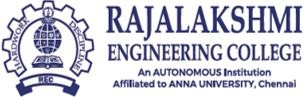 HARDWORK
DISCIPLINE
REC
RAJALAKSHMI
ENGINEERING COLLEGE
An AUTONOMOUS Institution
Affiliated to ANNA UNIVERSITY, Chennai